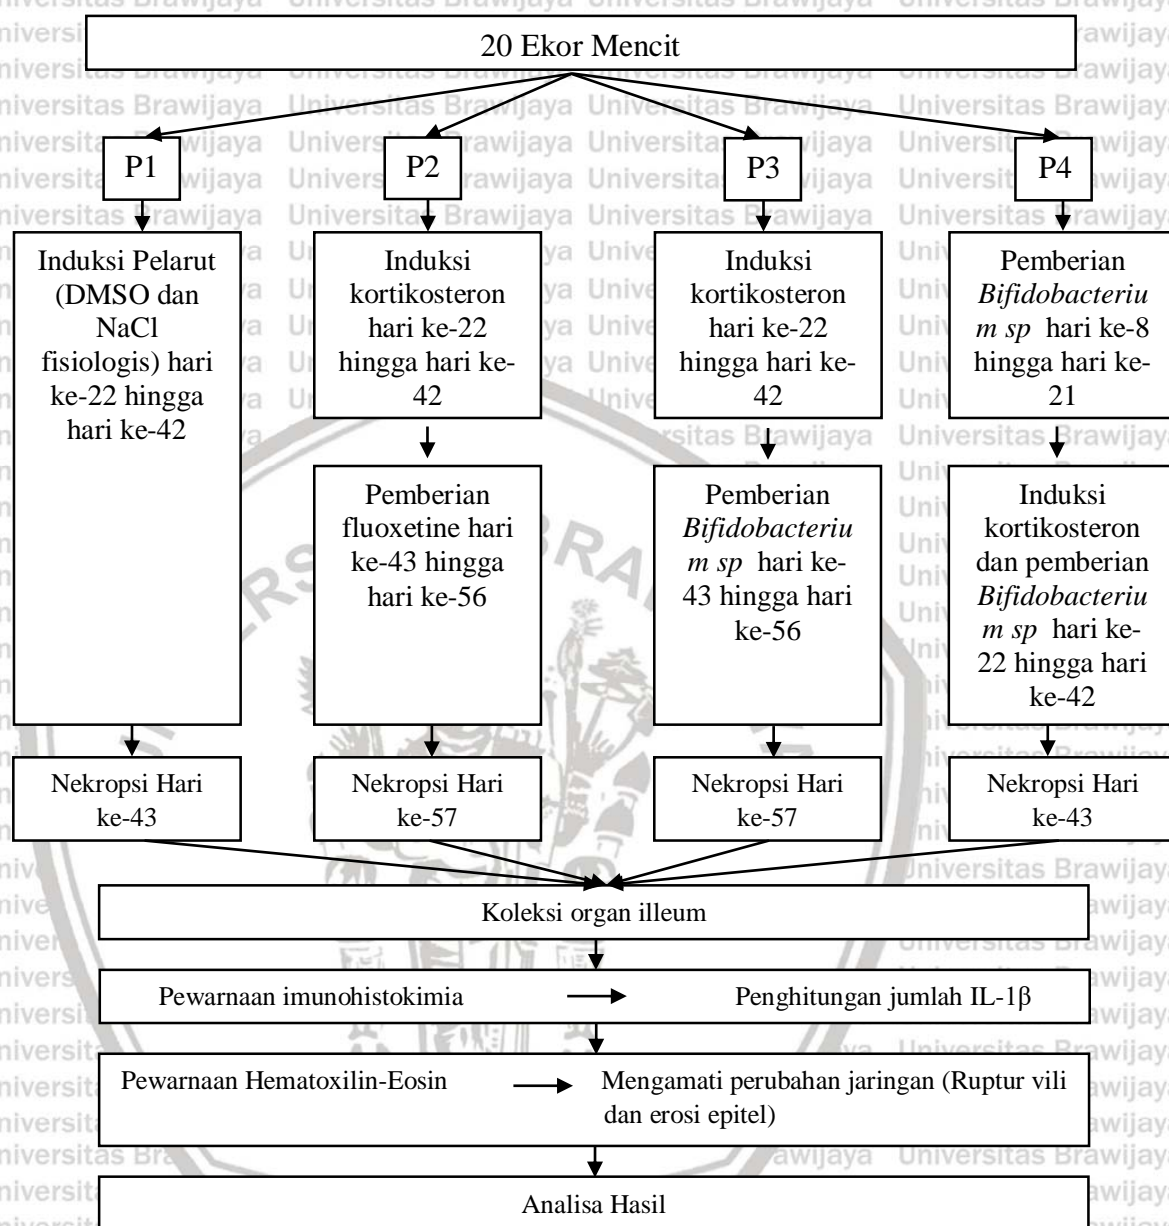 20 Ekor Mencit
P1
P2
P3
P4
Induksi Pelarut
(DMSO dan
NaCl
fisiologis) hari
ke-22 hingga
hari ke-42
Induksi
kortikosteron
hari ke-22
hingga hari ke-
42
Induksi
kortikosteron
hari ke-22
hingga hari ke-
42
Pemberian
Bifidobacteriu
m sp hari ke-8
hingga hari ke-
21
Pemberian
fluoxetine hari
ke-43 hingga
hari ke-56
Pemberian
Bifidobacteriu
m sp hari ke-
43 hingga hari
ke-56
Induksi
kortikosteron
dan pemberian
Bifidobacteriu
m sp hari ke-
22 hingga hari
ke-42
Nekropsi Hari
ke-43
Nekropsi Hari
ke-57
Nekropsi Hari
ke-57
Nekropsi Hari
ke-43
Koleksi organ illeum
Pewarnaan imunohistokimia → Penghitungan jumlah IL-1β
Pewarnaan Hematoxilin-Eosin → Mengamati perubahan jaringan (Ruptur vili
dan erosi epitel)
Analisa Hasil
Universitas Brawijaya